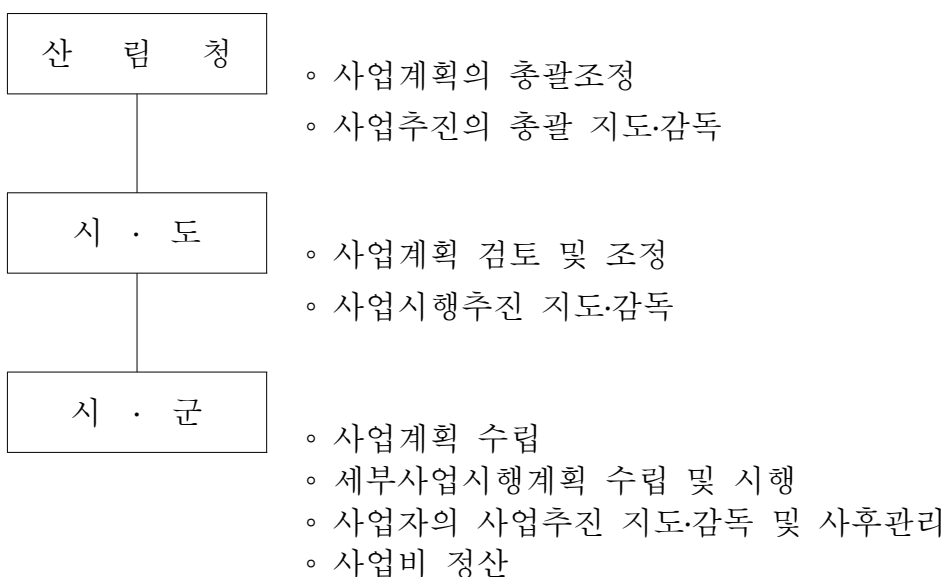 산 림 청
◦ 사업계획의 총괄조정
◦ 사업추진의 총괄 지도·감독
시 · 도
◦ 사업계획 검토 및 조정
◦ 사업시행추진 지도·감독
시 · 군
◦ 사업계획 수립
◦ 세부사업시행계획 수립 및 시행
◦ 사업자의 사업추진 지도·감독 및 사후관리
◦ 사업비 정산